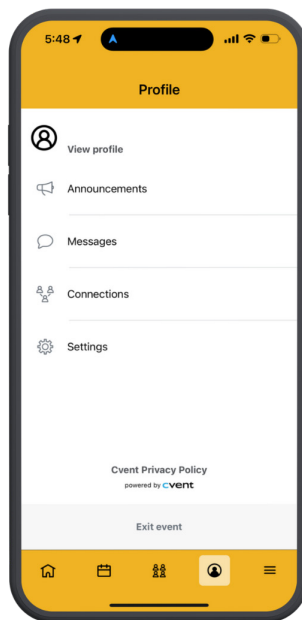 5:48
Profile
View profile
Announcements
Messages
Connections
Settings
Cvent Privacy Policy
powered by cvent
Exit event